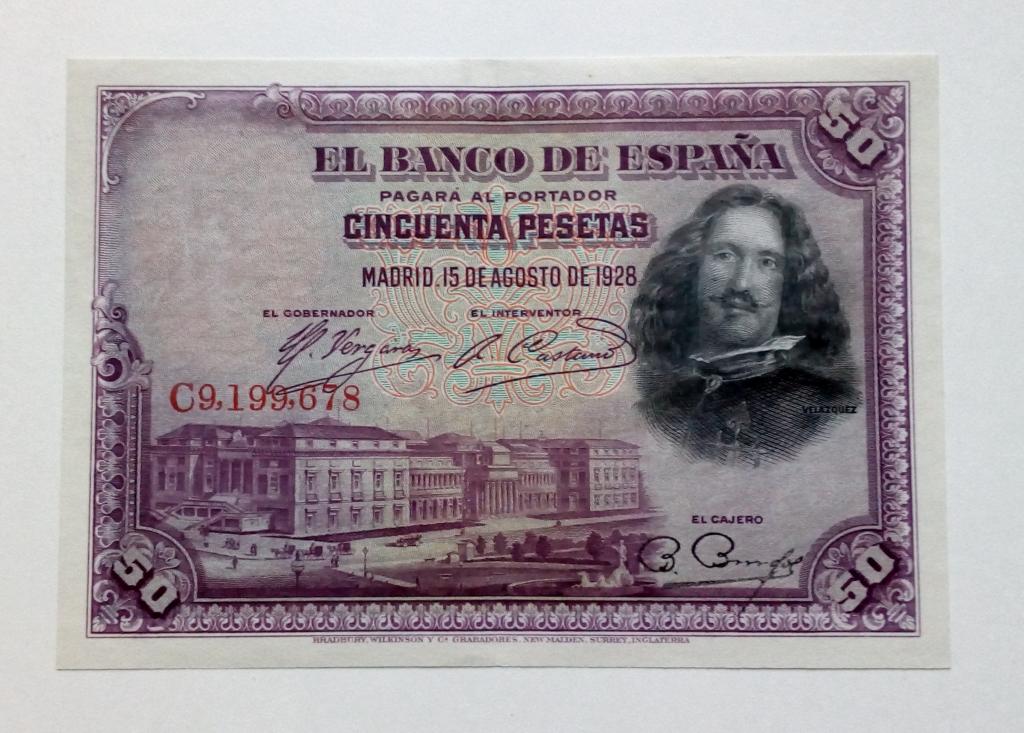 50
EL BANCO DE ESPAÑA
PAGARÁ AL PORTADOR
CINCUENTA PESETAS
MADRID 15 DE AGOSTO DE 1928
EL GOBERNADOR
EL INTERVENTOR
C9,199,678
VELAZQUEZ
EL CAJERO
50
50
BRADBURY, WILKINSON Y Cª GRABADORES. NEW MALDEN, SURREY, INGLATERRA